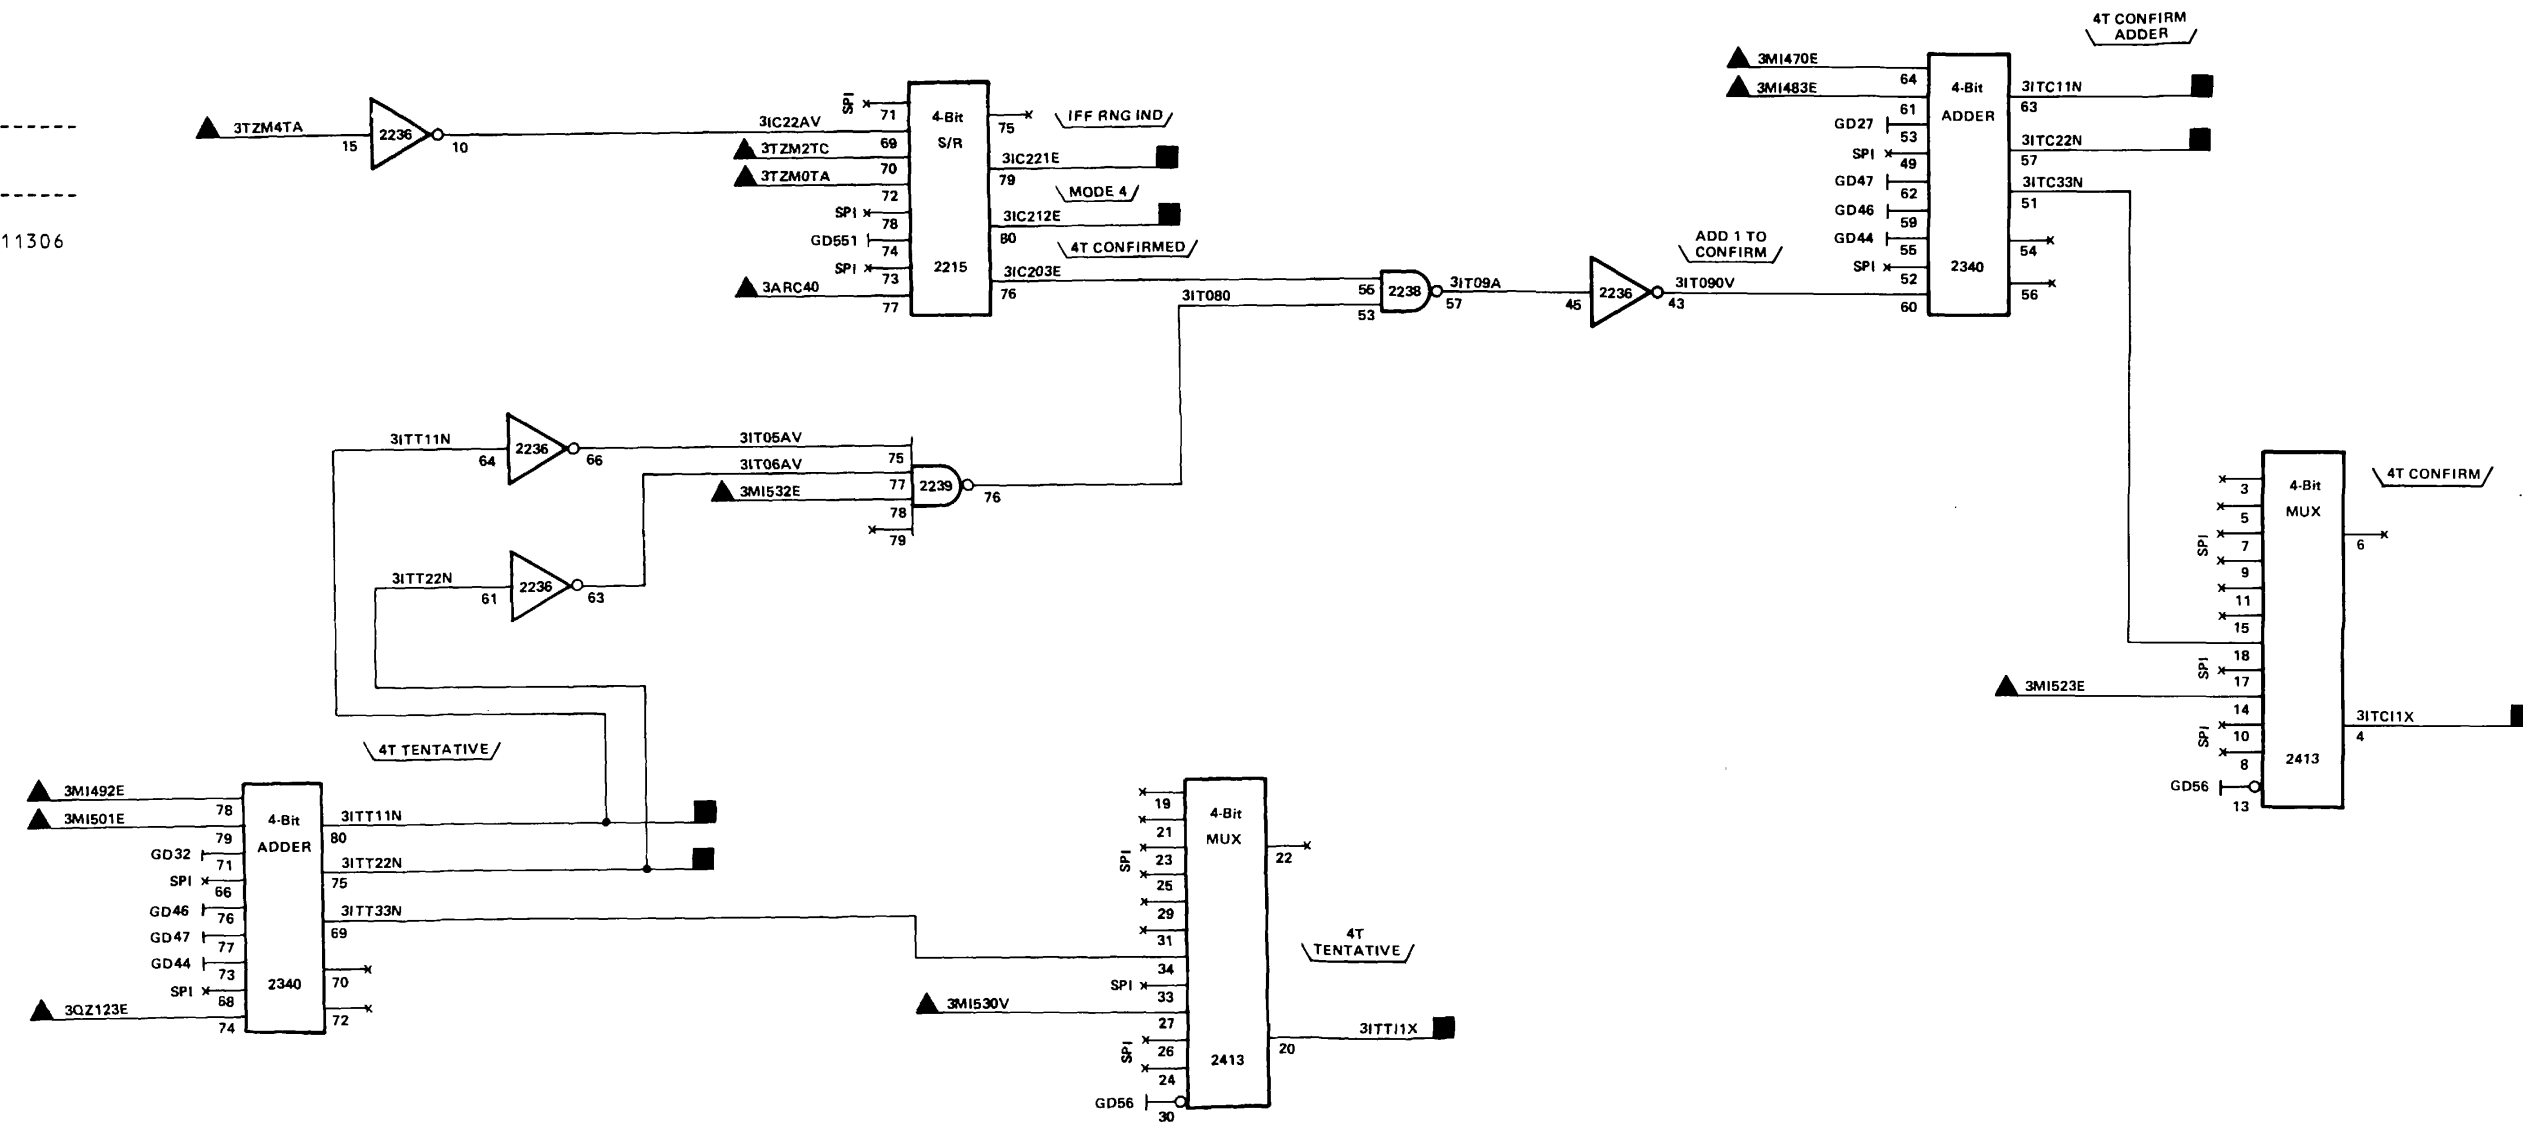 11306
3TZM4TA
15
2236
10
3IC22AV
3TZM2TC
3TZM0TA
SPI
71
69
70
72
SPI
78
GD551
74
SPI
73
3ARC40
77
4-Bit
S/R
2215
75
IFF RNG IND
3IC221E
79
MODE 4
3IC212E
80
4T CONFIRMED
3IC203E
76
3IT080
56
53
2238
3IT09A
57
45
2236
43
3IT090V
ADD 1 TO
CONFIRM
4T CONFIRM
ADDER
3MI470E
64
3MI483E
61
GD27
53
SPI
49
GD47
62
GD46
59
GD44
55
SPI
52
60
4-Bit
ADDER
2340
3ITC11N
63
3ITC22N
57
3ITC33N
51
54
56
3ITT11N
64
2236
66
3IT05AV
75
3IT06AV
77
3MI532E
78
79
2239
76
3ITT22N
61
2236
63
4T TENTATIVE
3MI492E
78
3MI501E
79
GD32
71
SPI
66
GD46
76
GD47
77
GD44
73
SPI
68
3QZ123E
74
4-Bit
ADDER
2340
3ITT11N
80
3ITT22N
75
3ITT33N
69
70
72
19
21
SPI
23
25
29
31
34
SPI
33
3MI530V
27
SPI
26
24
GD56
30
4-Bit
MUX
2413
22
4T
TENTATIVE
3ITTI1X
20
4T CONFIRM
3
5
SPI
7
9
11
15
18
SPI
17
3MI523E
14
SPI
10
8
GD56
13
4-Bit
MUX
2413
6
3ITCI1X
4